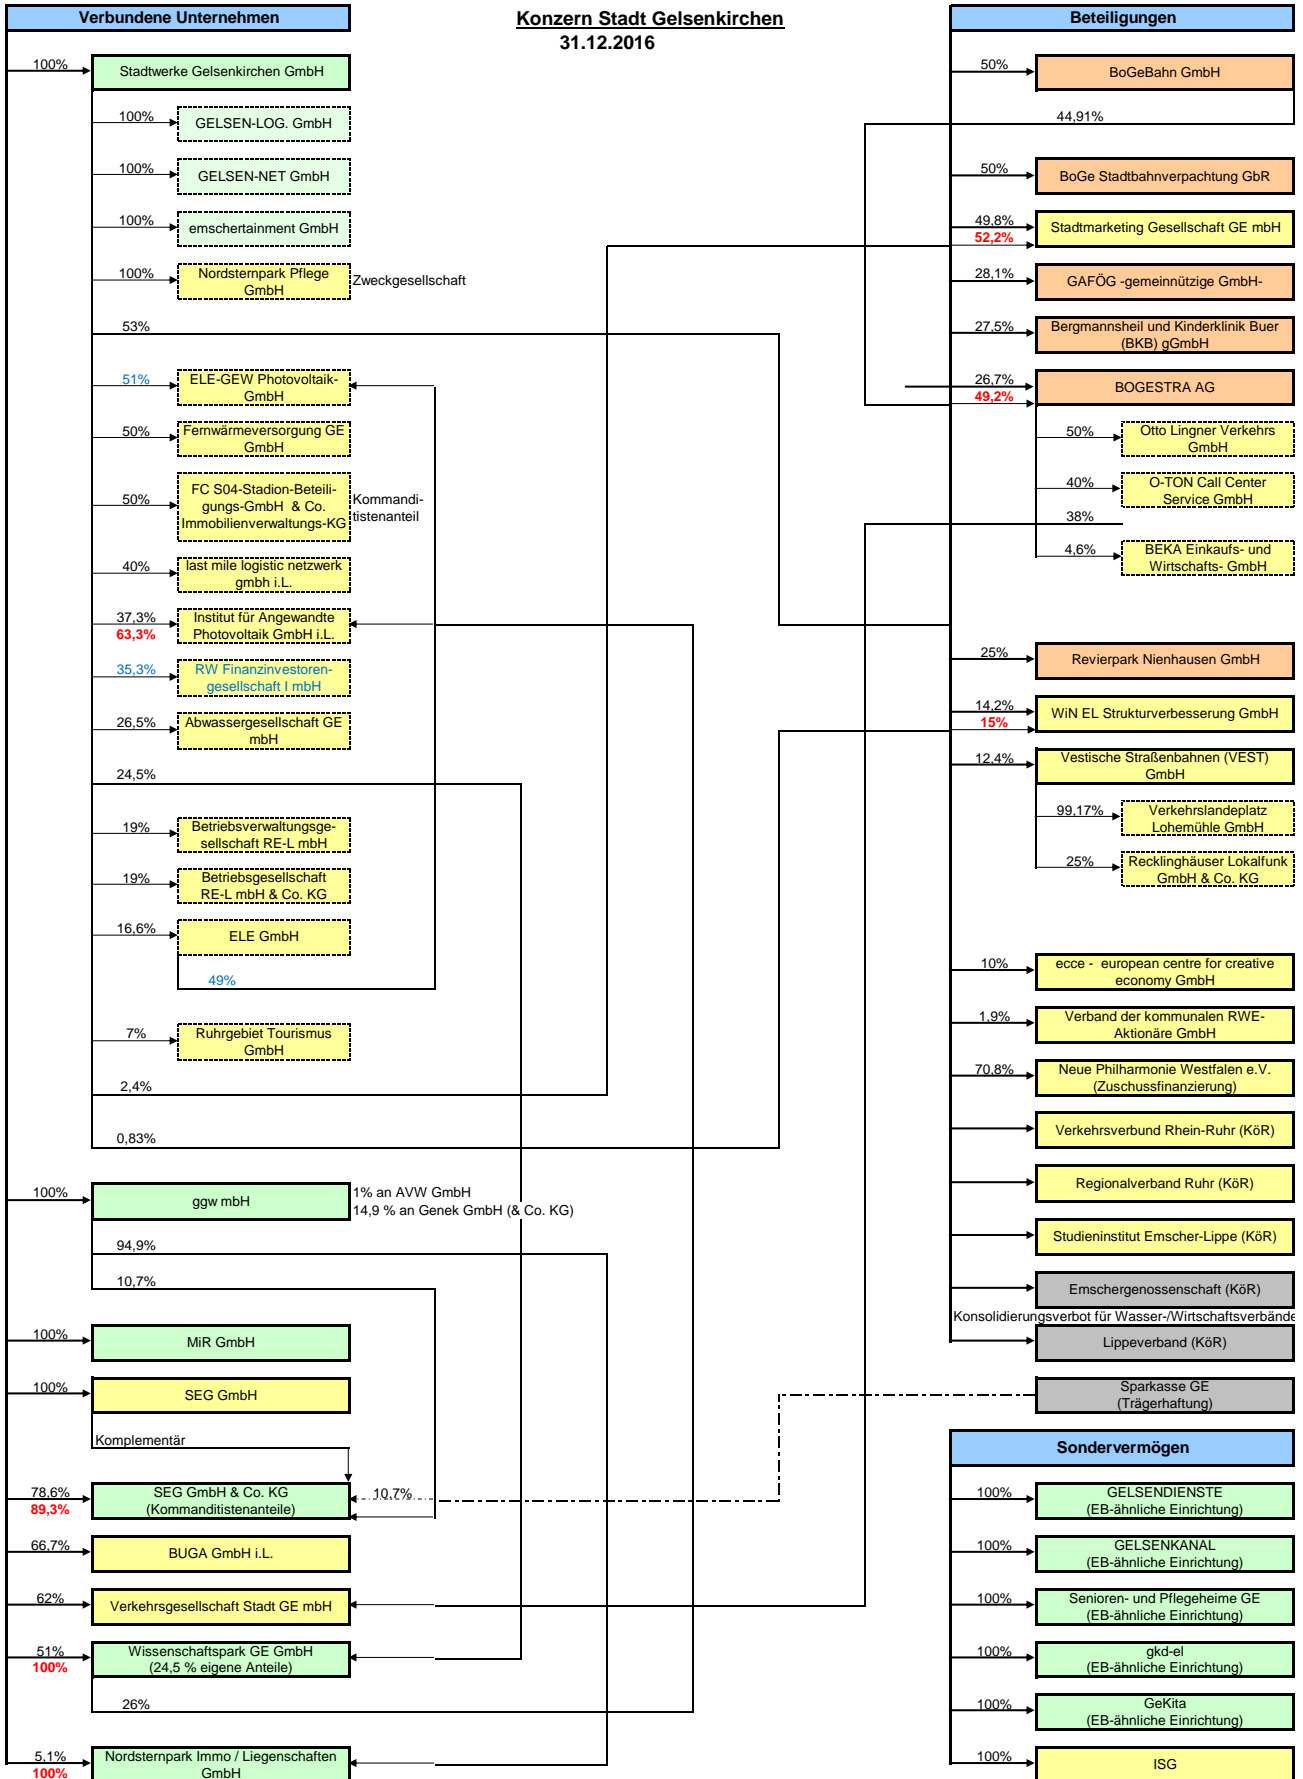 Konzern Stadt Gelsenkirchen
31.12.2016
Verbundene Unternehmen
100%
Stadtwerke Gelsenkirchen GmbH
100%
GELSEN-LOG. GmbH
100%
GELSEN-NET GmbH
100%
emschertainment GmbH
100%
Nordsternpark Pflege
GmbH
Zweckgesellschaft
53%
51%
ELE-GEW Photovoltaik-
GmbH
50%
Fernwärmeversorgung GE
GmbH
50%
FC S04-Stadion-Beteili-
gungs-GmbH & Co.
Immobilienverwaltungs-KG
Kommandi-
tistenanteil
40%
last mile logistic netzwerk
gmbh i.L.
37,3%
63,3%
Institut für Angewandte
Photovoltaik GmbH i.L.
35,3%
RW Finanzinvestoren-
gesellschaft I mbH
26,5%
Abwassergesellschaft GE
mbH
24,5%
19%
Betriebsverwaltungsge-
sellschaft RE-L mbH
19%
Betriebsgesellschaft
RE-L mbH & Co. KG
16,6%
ELE GmbH
49%
7%
Ruhrgebiet Tourismus
GmbH
2,4%
0,83%
100%
ggw mbH
1% an AVW GmbH
14,9 % an Genek GmbH (& Co. KG)
94,9%
10,7%
100%
MiR GmbH
100%
SEG GmbH
Komplementär
78,6%
89,3%
SEG GmbH & Co. KG
(Kommanditistenanteile)
10,7%
66,7%
BUGA GmbH i.L.
62%
Verkehrsgesellschaft Stadt GE mbH
51%
100%
Wissenschaftspark GE GmbH
(24,5 % eigene Anteile)
26%
5,1%
100%
Nordsternpark Immo / Liegenschaften
GmbH
Beteiligungen
50%
BoGeBahn GmbH
44,91%
50%
BoGe Stadtbahnverpachtung GbR
49,8%
52,2%
Stadtmarketing Gesellschaft GE mbH
28,1%
GAFÖG -gemeinnützige GmbH-
27,5%
Bergmannsheil und Kinderklinik Buer
(BKB) gGmbH
26,7%
49,2%
BOGESTRA AG
50%
Otto Lingner Verkehrs
GmbH
40%
O-TON Call Center
Service GmbH
38%
4,6%
BEKA Einkaufs- und
Wirtschafts- GmbH
25%
Revierpark Nienhausen GmbH
14,2%
15%
WiN EL Strukturverbesserung GmbH
12,4%
Vestische Straßenbahnen (VEST)
GmbH
99,17%
Verkehrslandeplatz
Lohemühle GmbH
25%
Recklinghäuser Lokalfunk
GmbH & Co. KG
10%
ecce - european centre for creative
economy GmbH
1,9%
Verband der kommunalen RWE-
Aktionäre GmbH
70,8%
Neue Philharmonie Westfalen e.V.
(Zuschussfinanzierung)
Verkehrsverbund Rhein-Ruhr (KöR)
Regionalverband Ruhr (KöR)
Studieninstitut Emscher-Lippe (KöR)
Emschergenossenschaft (KöR)
Konsolidierungsverbot für Wasser-/Wirtschaftsverbände
Lippeverband (KöR)
Sparkasse GE
(Trägerhaftung)
Sondervermögen
100%
GELSENDIENSTE
(EB-ähnliche Einrichtung)
100%
GELSENKANAL
(EB-ähnliche Einrichtung)
100%
Senioren- und Pflegeheime GE
(EB-ähnliche Einrichtung)
100%
gkd-el
(EB-ähnliche Einrichtung)
100%
GeKita
(EB-ähnliche Einrichtung)
100%
ISG